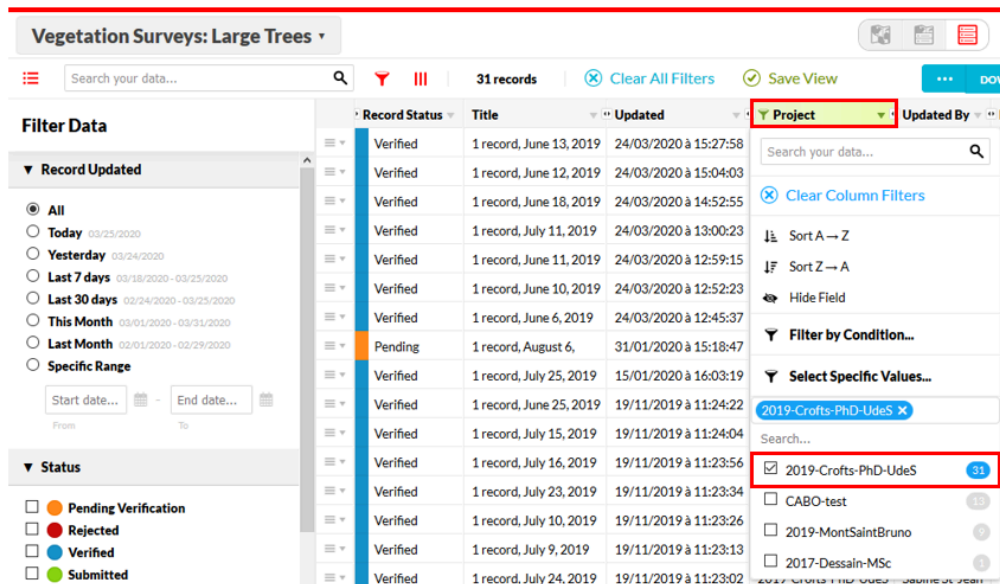 Vegetation Surveys: Large Trees
Search your data...
31 records
Clear All Filters
Save View
...
DOW
Filter Data
Record Updated
All
Today 03/25/2020
Yesterday 03/24/2020
Last 7 days 03/18/2020-03/25/2020
Last 30 days 02/24/2020-03/25/2020
This Month 03/01/2020-03/31/2020
Last Month 02/01/2020-02/29/2020
Specific Range
Start date... - End date...
From To
Status
Pending Verification
Rejected
Verified
Submitted
Record Status Title Updated Project Updated By
Verified 1 record, June 13, 2019 24/03/2020 à 15:27:58
Verified 1 record, June 12, 2019 24/03/2020 à 15:04:03
Verified 1 record, June 18, 2019 24/03/2020 à 14:52:55
Verified 1 record, July 11, 2019 24/03/2020 à 13:00:23
Verified 1 record, June 11, 2019 24/03/2020 à 12:59:15
Verified 1 record, June 10, 2019 24/03/2020 à 12:52:23
Verified 1 record, June 6, 2019 24/03/2020 à 12:45:37
Pending 1 record, August 6, 31/01/2020 à 15:18:47
Verified 1 record, July 25, 2019 15/01/2020 à 16:03:19
Verified 1 record, June 25, 2019 19/11/2019 à 11:24:22
Verified 1 record, July 15, 2019 19/11/2019 à 11:24:04
Verified 1 record, July 16, 2019 19/11/2019 à 11:23:56
Verified 1 record, July 23, 2019 19/11/2019 à 11:23:34
Verified 1 record, July 10, 2019 19/11/2019 à 11:23:26
Verified 1 record, July 9, 2019 19/11/2019 à 11:23:13
Verified 1 record, July 24, 2019 19/11/2019 à 11:23:02
Search your data...
Clear Column Filters
Sort A → Z
Sort Z → A
Hide Field
Filter by Condition...
Select Specific Values...
2019-Crofts-PhD-UdeS
Search...
2019-Crofts-PhD-UdeS 31
CABO-test 13
2019-MontSaintBruno 9
2017-Dessain-MSc 1